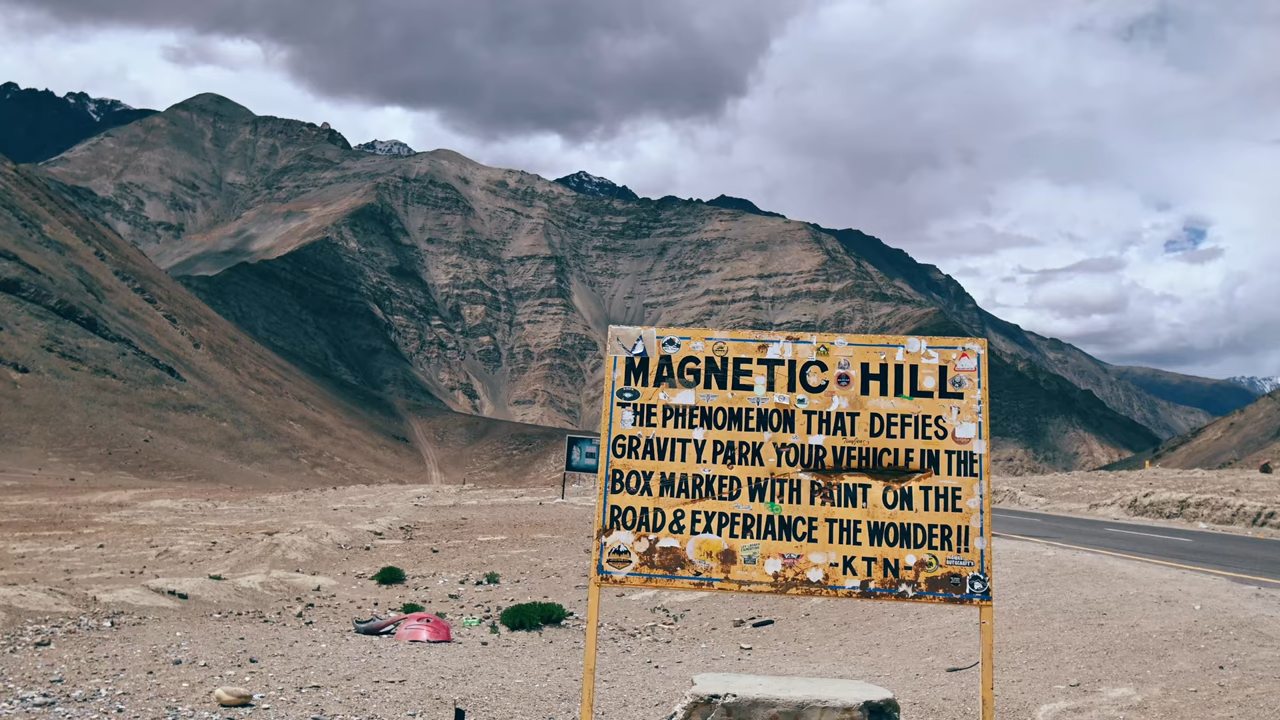 MAGNETIC HILL
THE PHENOMENON THAT DEFIES
GRAVITY. PARK YOUR VEHICLE IN THE
BOX MARKED WITH PAINT ON THE
ROAD & EXPERIANCE THE WONDER!!
-KTN-